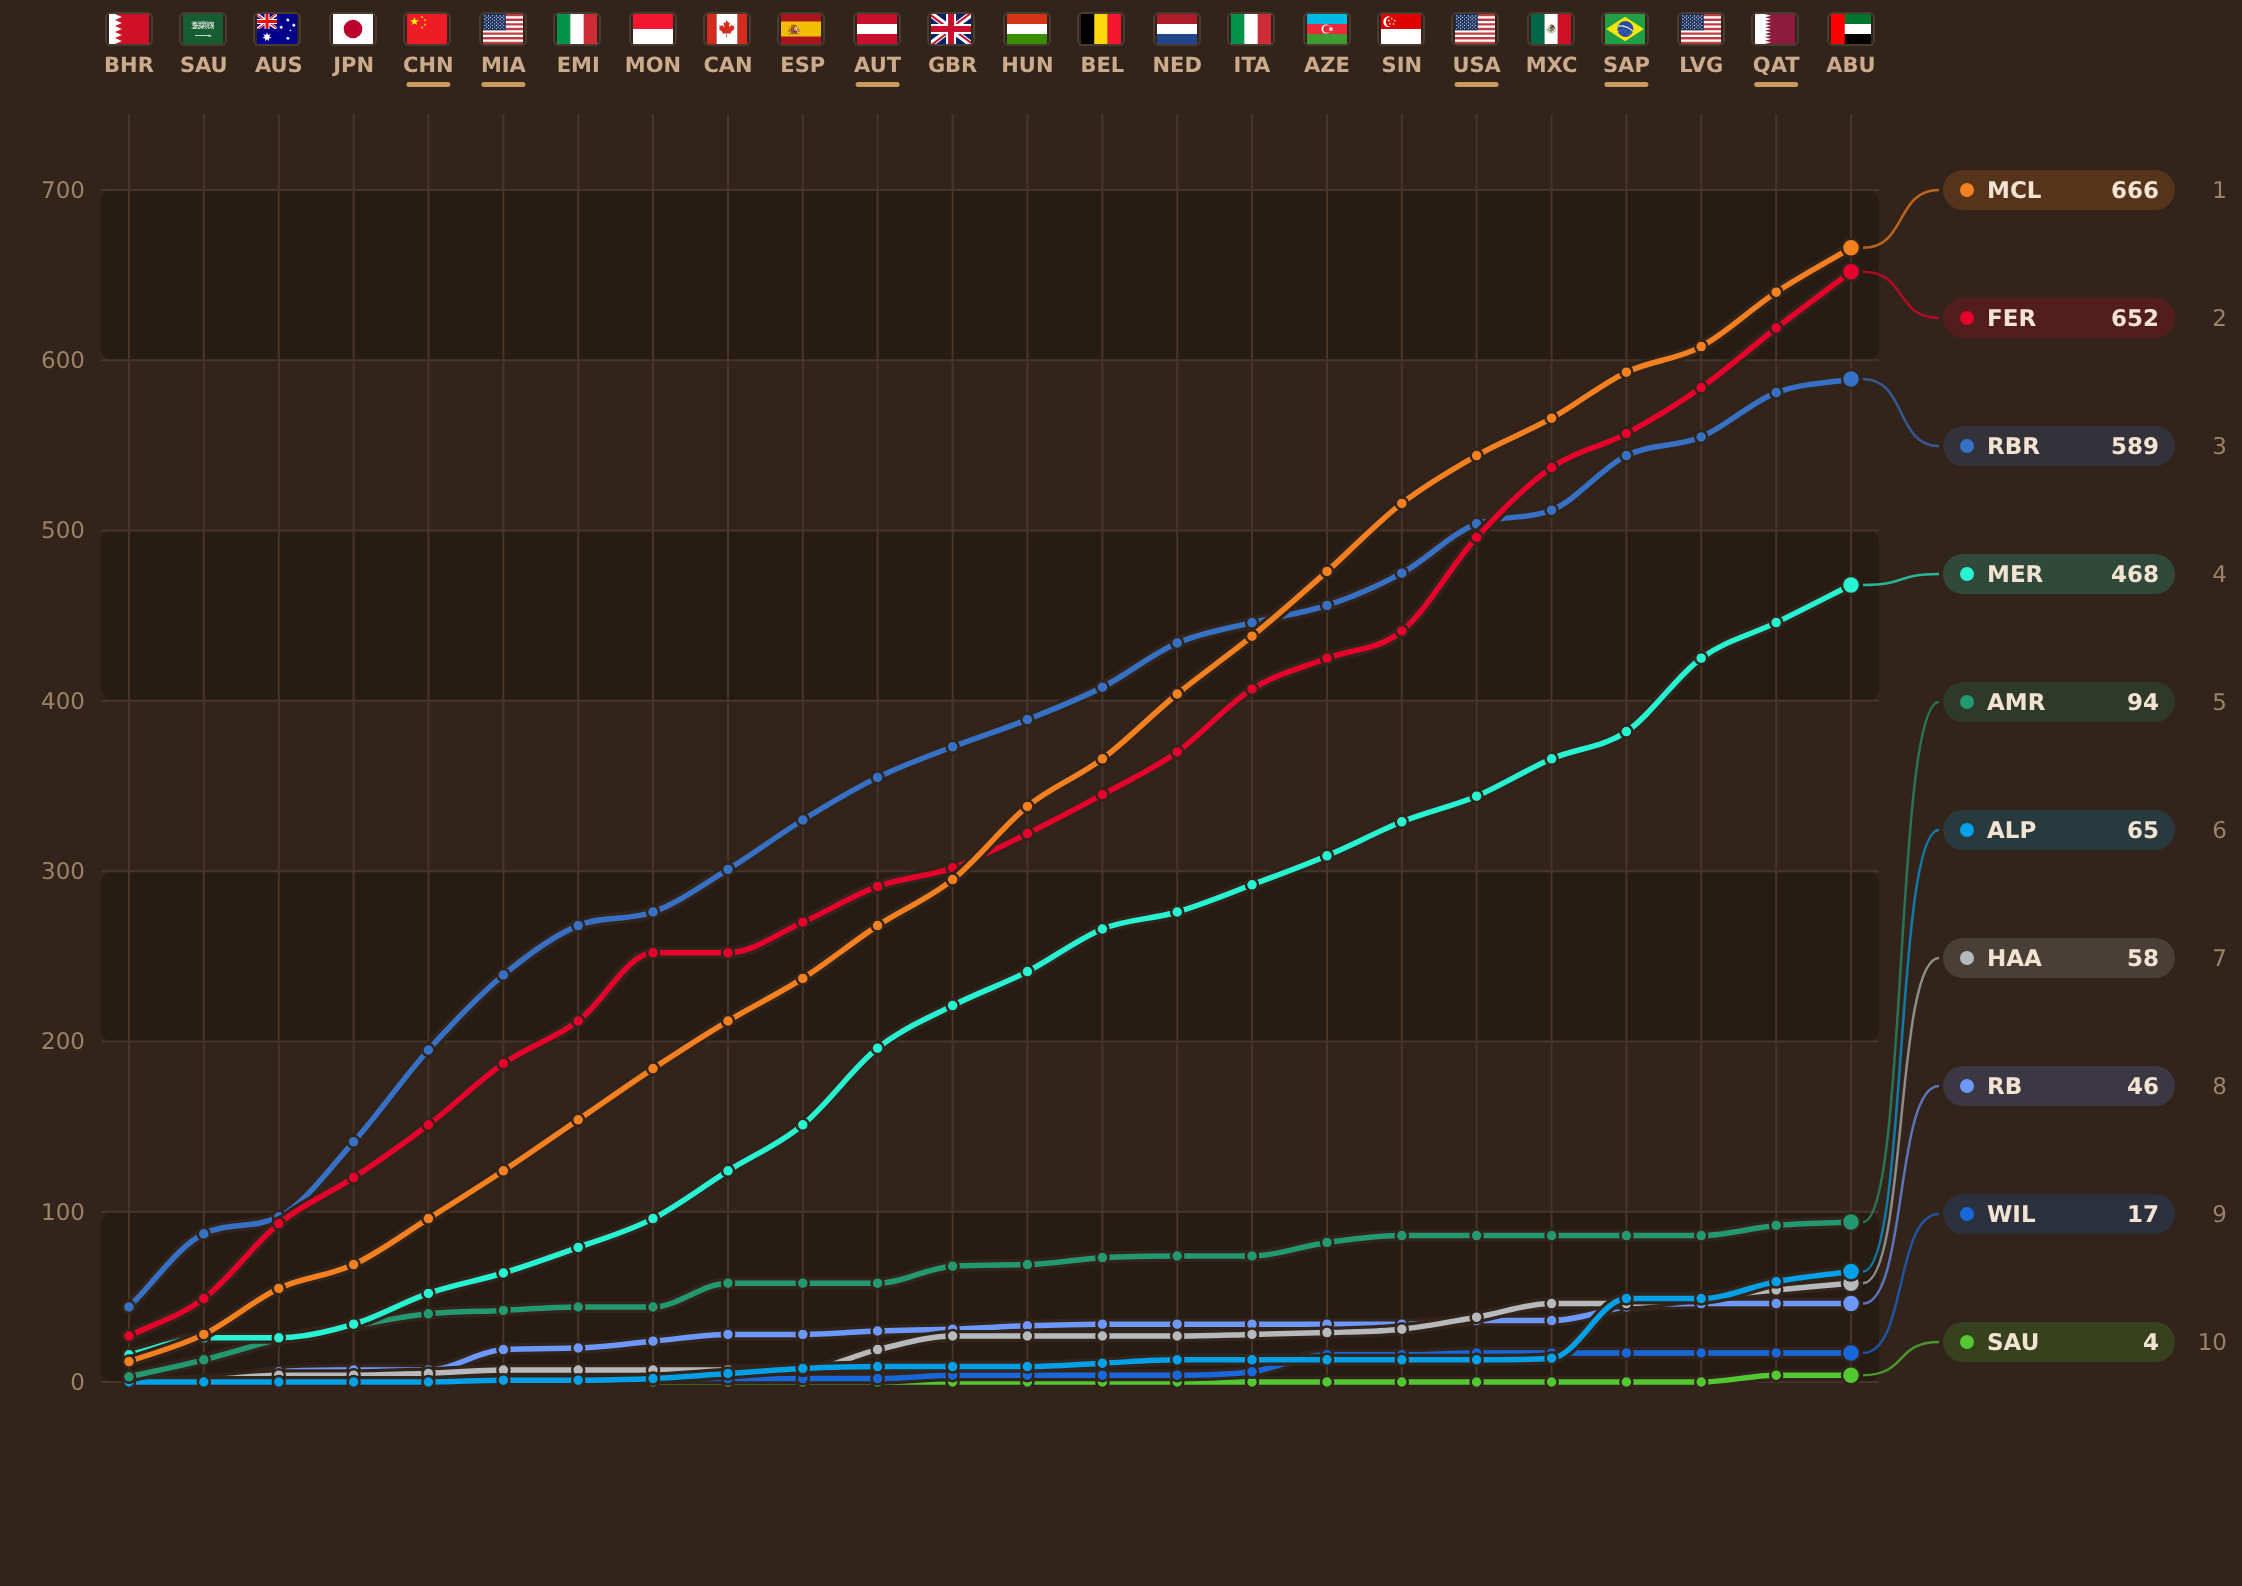 BHR SAU AUS JPN CHN MIA EMI MON CAN ESP AUT GBR HUN BEL NED ITA AZE SIN USA MXC SAP LVG QAT ABU
700
600
500
400
300
200
100
0
MCL 666 1
FER 652 2
RBR 589 3
MER 468 4
AMR 94 5
ALP 65 6
HAA 58 7
RB 46 8
WIL 17 9
SAU 4 10